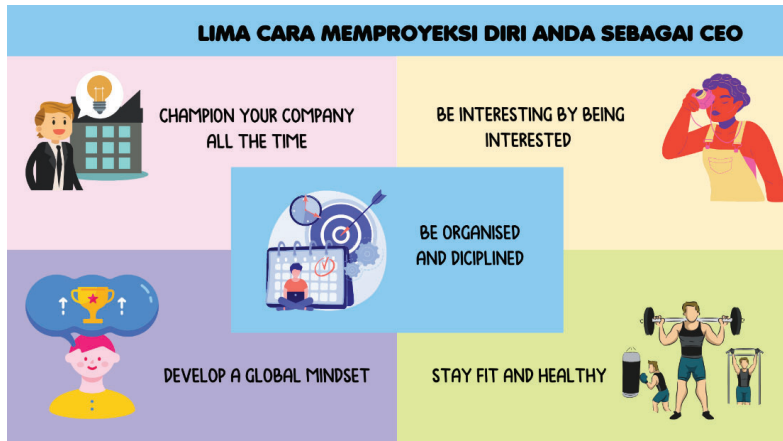 LIMA CARA MEMPROYEKSI DIRI ANDA SEBAGAI CEO
CHAMPION YOUR COMPANY
ALL THE TIME
BE INTERESTING BY BEING
INTERESTED
BE ORGANISED
AND DICIPLINED
DEVELOP A GLOBAL MINDSET
STAY FIT AND HEALTHY